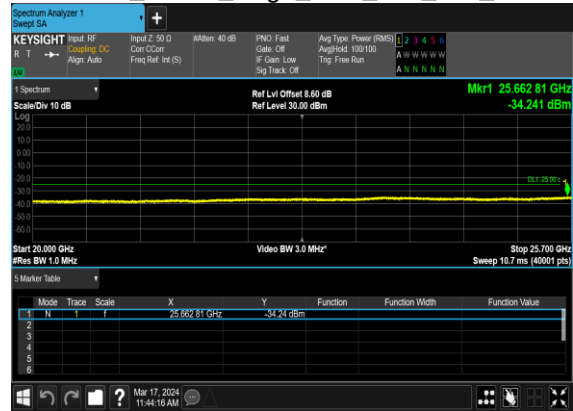 Spectrum Analyzer 1
Swept SA
+
KEYSIGHT
R T
LW
Input: RF
Coupling: DC
Align: Auto
Input Z: 50 Ω
Corr CCorr
Freq Ref: Int (S)
#Atten: 40 dB
PNO: Fast
Gate: Off
IF Gain: Low
Sig Track: Off
Avg Type: Power (RMS)
Avg|Hold: 100/100
Trig: Free Run
1 2 3 4 5 6
A W W W W W
A N N N N N
1 Spectrum
Scale/Div 10 dB
Ref Lvl Offset 8.60 dB
Ref Level 30.00 dBm
Mkr1 25.662 81 GHz
-34.241 dBm
Log
20.0
10.0
0.00
-10.0
-20.0
-30.0
-40.0
-50.0
-60.0
1
Start 20.000 GHz
#Res BW 1.0 MHz
Video BW 3.0 MHz*
Stop 25.700 GHz
Sweep 10.7 ms (40001 pts)
5 Marker Table
Mode Trace Scale X Y Function Function Width Function Value
1 N 1 f 25.662 81 GHz -34.24 dBm
2
3
4
5
6
?
Mar 17, 2024
11:44:16 AM